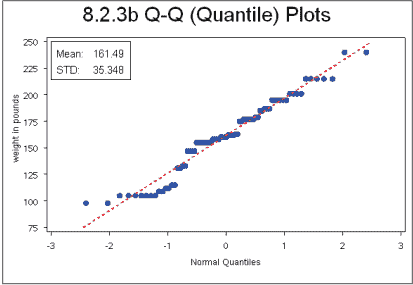 8.2.3b Q-Q (Quantile) Plots
Mean: 161.49
STD: 35.348
weight in pounds
250
225
200
175
150
125
100
75
-3 -2 -1 0 1 2 3
Normal Quantiles